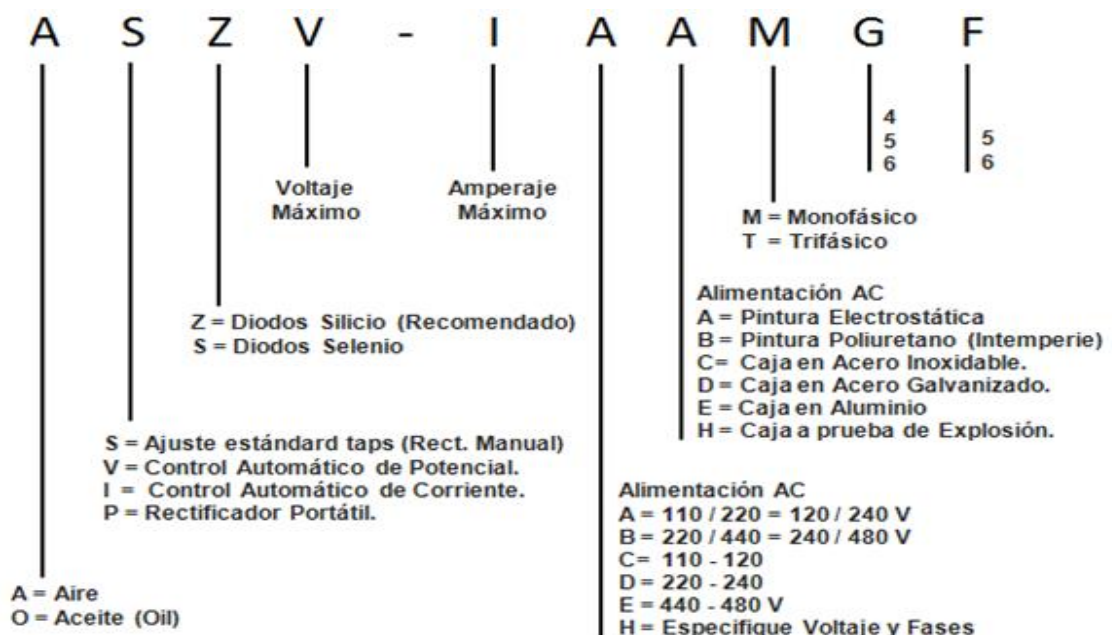 A S Z V - I A A M G F
4
5
6
5
6
Voltaje
Máximo
Amperaje
Máximo
M = Monofásico
T = Trifásico
Z = Diodos Silicio (Recomendado)
S = Diodos Selenio
Alimentación AC
A = Pintura Electrostática
B = Pintura Poliuretano (Intemperie)
C= Caja en Acero Inoxidable.
D = Caja en Acero Galvanizado.
E = Caja en Aluminio
H = Caja a prueba de Explosión.
S = Ajuste estándard taps (Rect. Manual)
V = Control Automático de Potencial.
I = Control Automático de Corriente.
P = Rectificador Portátil.
Alimentación AC
A = 110 / 220 = 120 / 240 V
B = 220 / 440 = 240 / 480 V
C= 110 - 120
D = 220 - 240
E = 440 - 480 V
H = Especifique Voltaje y Fases
A = Aire
O = Aceite (Oil)